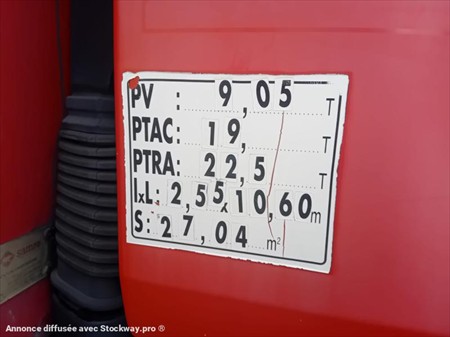 PV : 9,05 T
PTAC: 19, T
PTRA: 22,5 T
lxL: 2,55x10,60m
S: 27,04 m²
Annonce diffusée avec Stockway.pro ®